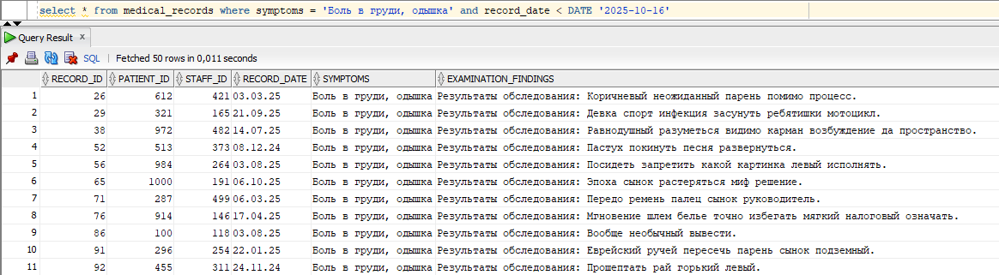 select * from medical_records where symptoms = 'Боль в груди, одышка' and record_date < DATE '2025-10-16'
Query Result x
SQL | Fetched 50 rows in 0,011 seconds
RECORD_ID PATIENT_ID STAFF_ID RECORD_DATE SYMPTOMS EXAMINATION_FINDINGS
1 26 612 421 03.03.25 Боль в груди, одышка Результаты обследования: Коричневый неожиданный парень помимо процесс.
2 29 321 165 21.09.25 Боль в груди, одышка Результаты обследования: Девка спорт инфекция засунуть ребятишки мотоцикл.
3 38 972 482 14.07.25 Боль в груди, одышка Результаты обследования: Равнодушный разуметься видимо карман возбуждение да пространство.
4 52 513 373 08.12.24 Боль в груди, одышка Результаты обследования: Пастух покинуть песня развернуться.
5 56 984 264 03.08.25 Боль в груди, одышка Результаты обследования: Посидеть запретить какой картинка левый исполнять.
6 65 1000 191 06.10.25 Боль в груди, одышка Результаты обследования: Эпоха сынок растеряться миф решение.
7 71 287 499 06.03.25 Боль в груди, одышка Результаты обследования: Передо ремень палец сынок руководитель.
8 76 914 146 17.04.25 Боль в груди, одышка Результаты обследования: Мгновение шлем белье точно избегать мягкий налоговый означать.
9 86 100 118 03.08.25 Боль в груди, одышка Результаты обследования: Вообще необычный вывести.
10 91 296 254 22.01.25 Боль в груди, одышка Результаты обследования: Еврейский ручей пересечь парень сынок подземный.
11 92 455 311 24.11.24 Боль в груди, одышка Результаты обследования: Прошептать рай горький левый.